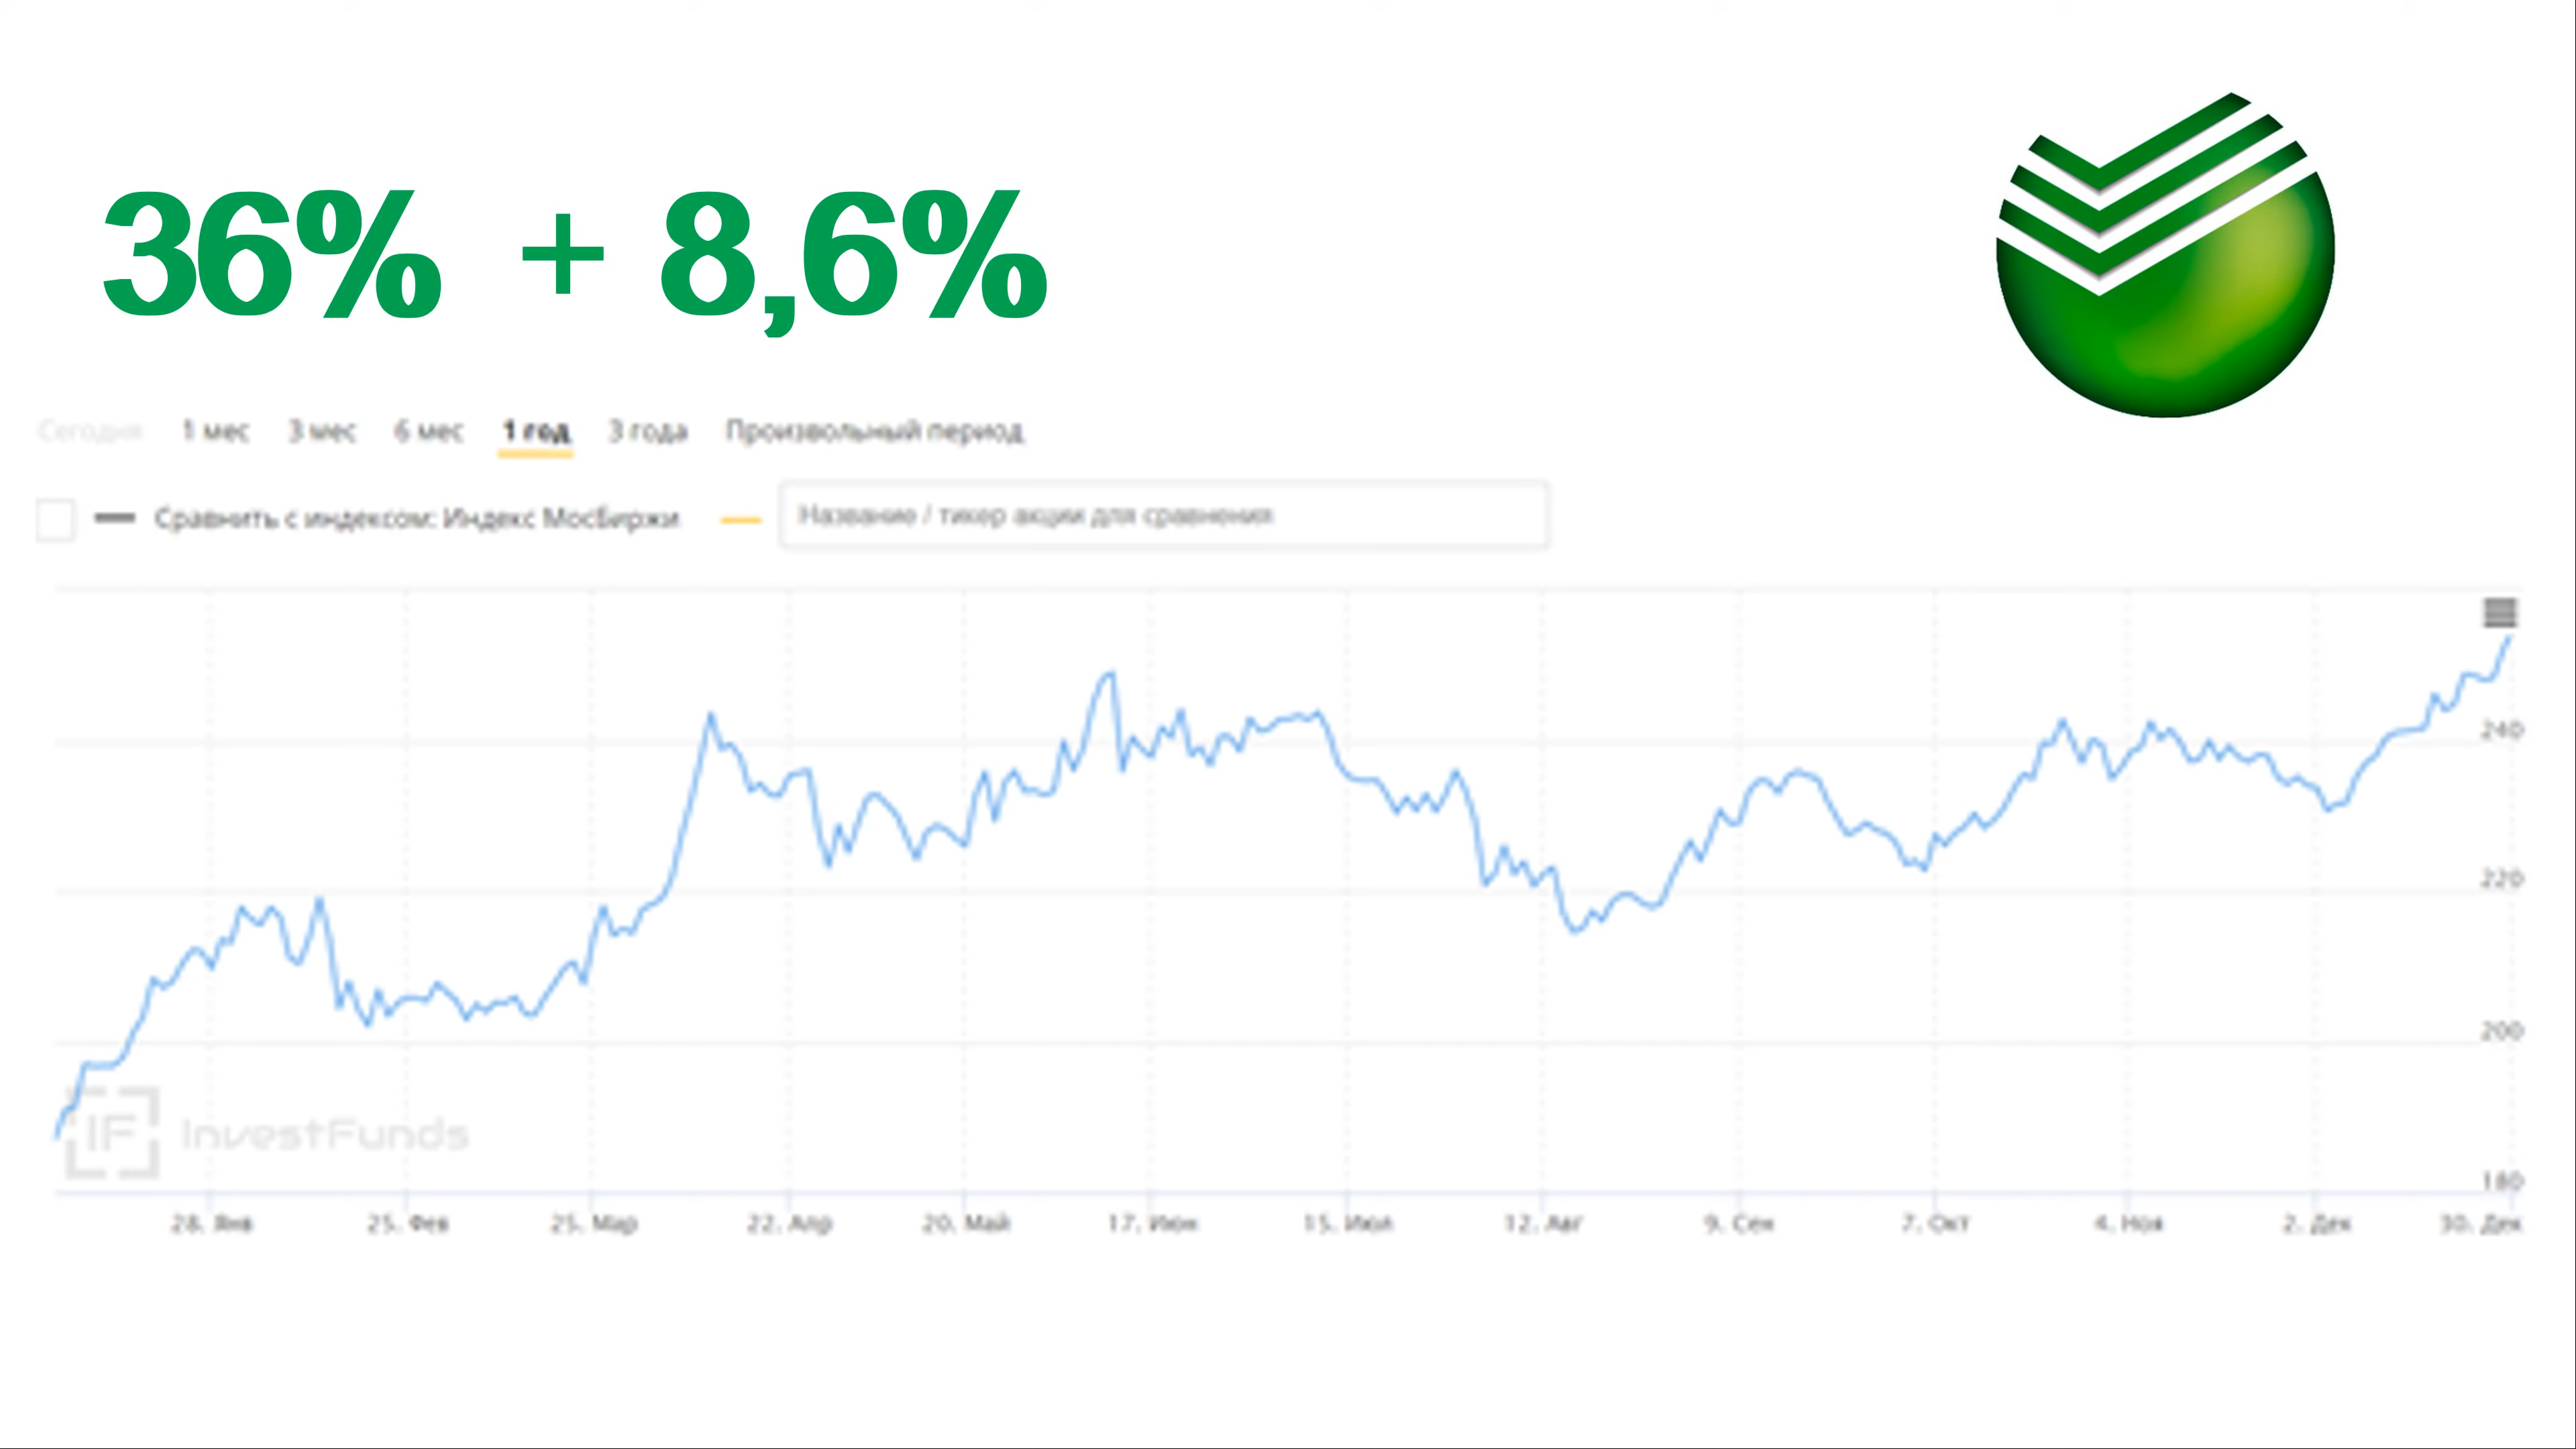 36% + 8,6%
Сегодня 1 мес 3 мес 6 мес 1 год 3 года Произвольный период
Сравнить с индексом: Индекс МосБиржи Название / тикер акции для сравнения
240
220
200
IF InvestFunds
180
28. Янв 25. Фев 25. Мар 22. Апр 20. Май 17. Июн 15. Июл 12. Авг 9. Сен 7. Окт 4. Ноя 2. Дек 30. Дек